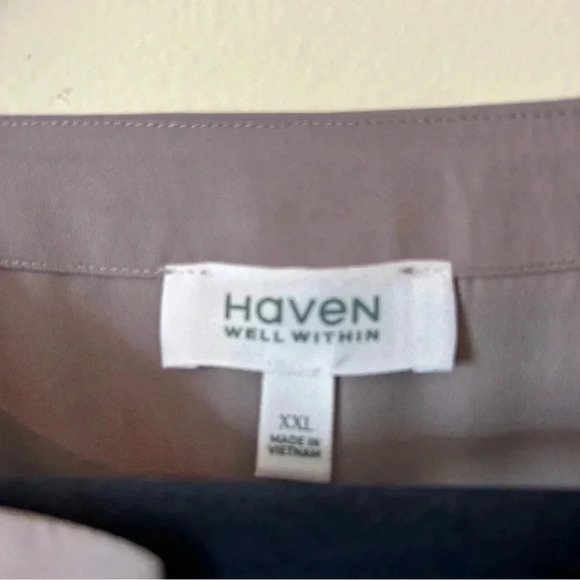 HaveN
WELL WITHIN
XXL
MADE IN
VIETNAM